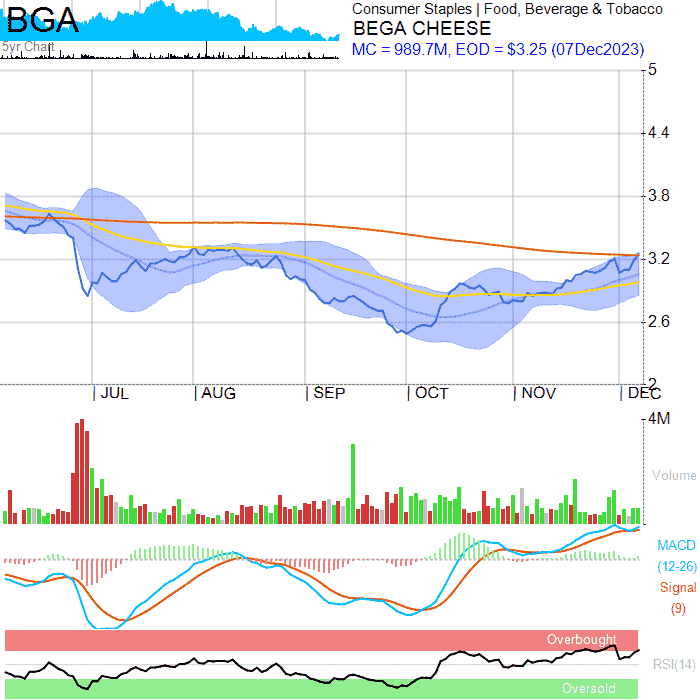 BGA
5yr Chart
Consumer Staples | Food, Beverage & Tobacco
BEGA CHEESE
MC = 989.7M, EOD = $3.25 (07Dec2023)
5
4.4
3.8
3.2
2.6
2
JUL AUG SEP OCT NOV DEC
4M
Volume
MACD
(12-26)
Signal
(9)
Overbought
RSI(14)
Oversold